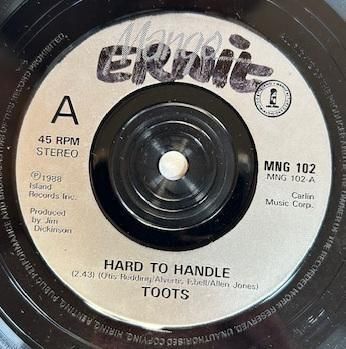 Mango
ERNIE
A
45 RPM
STEREO
MNG 102
MNG 102-A
℗1988
Island
Records Inc.
Carlin
Music Corp.
Produced
by Jim
Dickinson
HARD TO HANDLE
(2.43) (Otis Redding/Alvertis Esbell/Allen Jones)
TOOTS